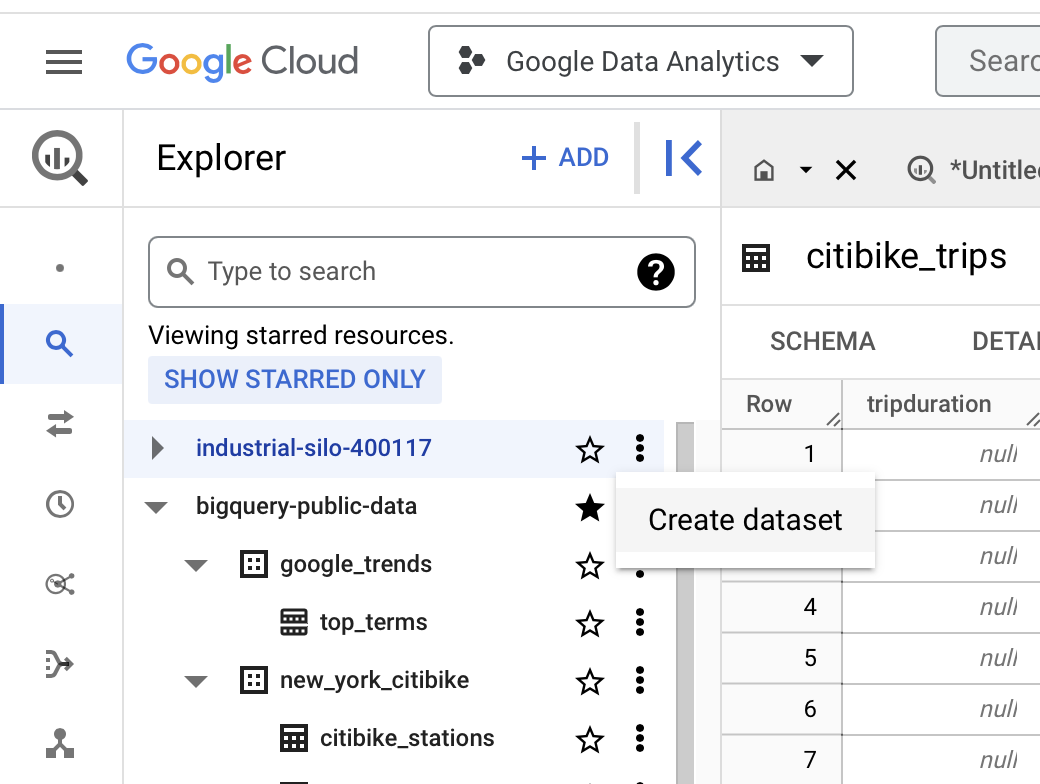 Google Cloud
Google Data Analytics
Searc
Explorer
+ ADD
*Untitled
Type to search
?
citibike_trips
Viewing starred resources.
SHOW STARRED ONLY
SCHEMA
DETAI
Row
tripduration
industrial-silo-400117
1
null
bigquery-public-data
null
Create dataset
google_trends
null
top_terms
4
null
5
null
new_york_citibike
6
null
citibike_stations
7
null